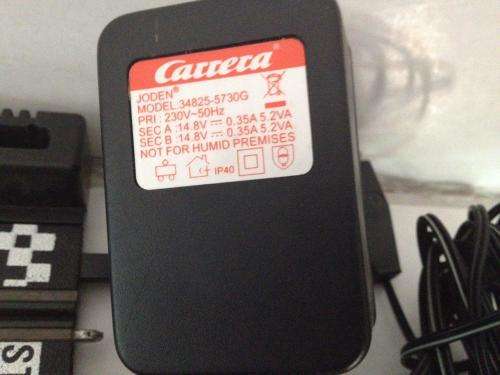 Carrera
JODEN®
MODEL:34825-5730G
PRI : 230V~50Hz
SEC A :14.8V ⎓ 0.35A 5.2VA
SEC B :14.8V ⎓ 0.35A 5.2VA
NOT FOR HUMID PREMISES
IP40